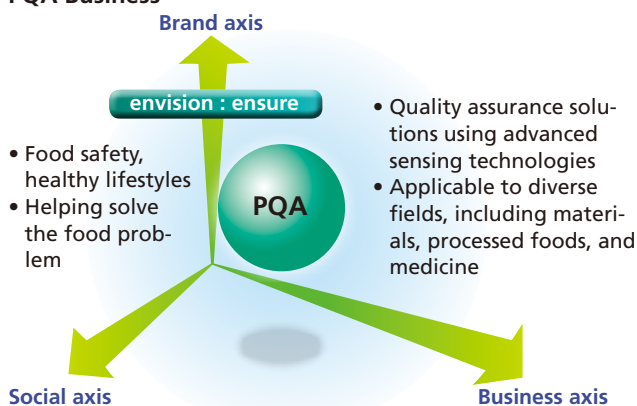 PQA Business
Brand axis
envision : ensure
• Food safety,
healthy lifestyles
• Helping solve
the food prob-
lem
PQA
• Quality assurance solu-
tions using advanced
sensing technologies
• Applicable to diverse
fields, including materi-
als, processed foods, and
medicine
Social axis
Business axis